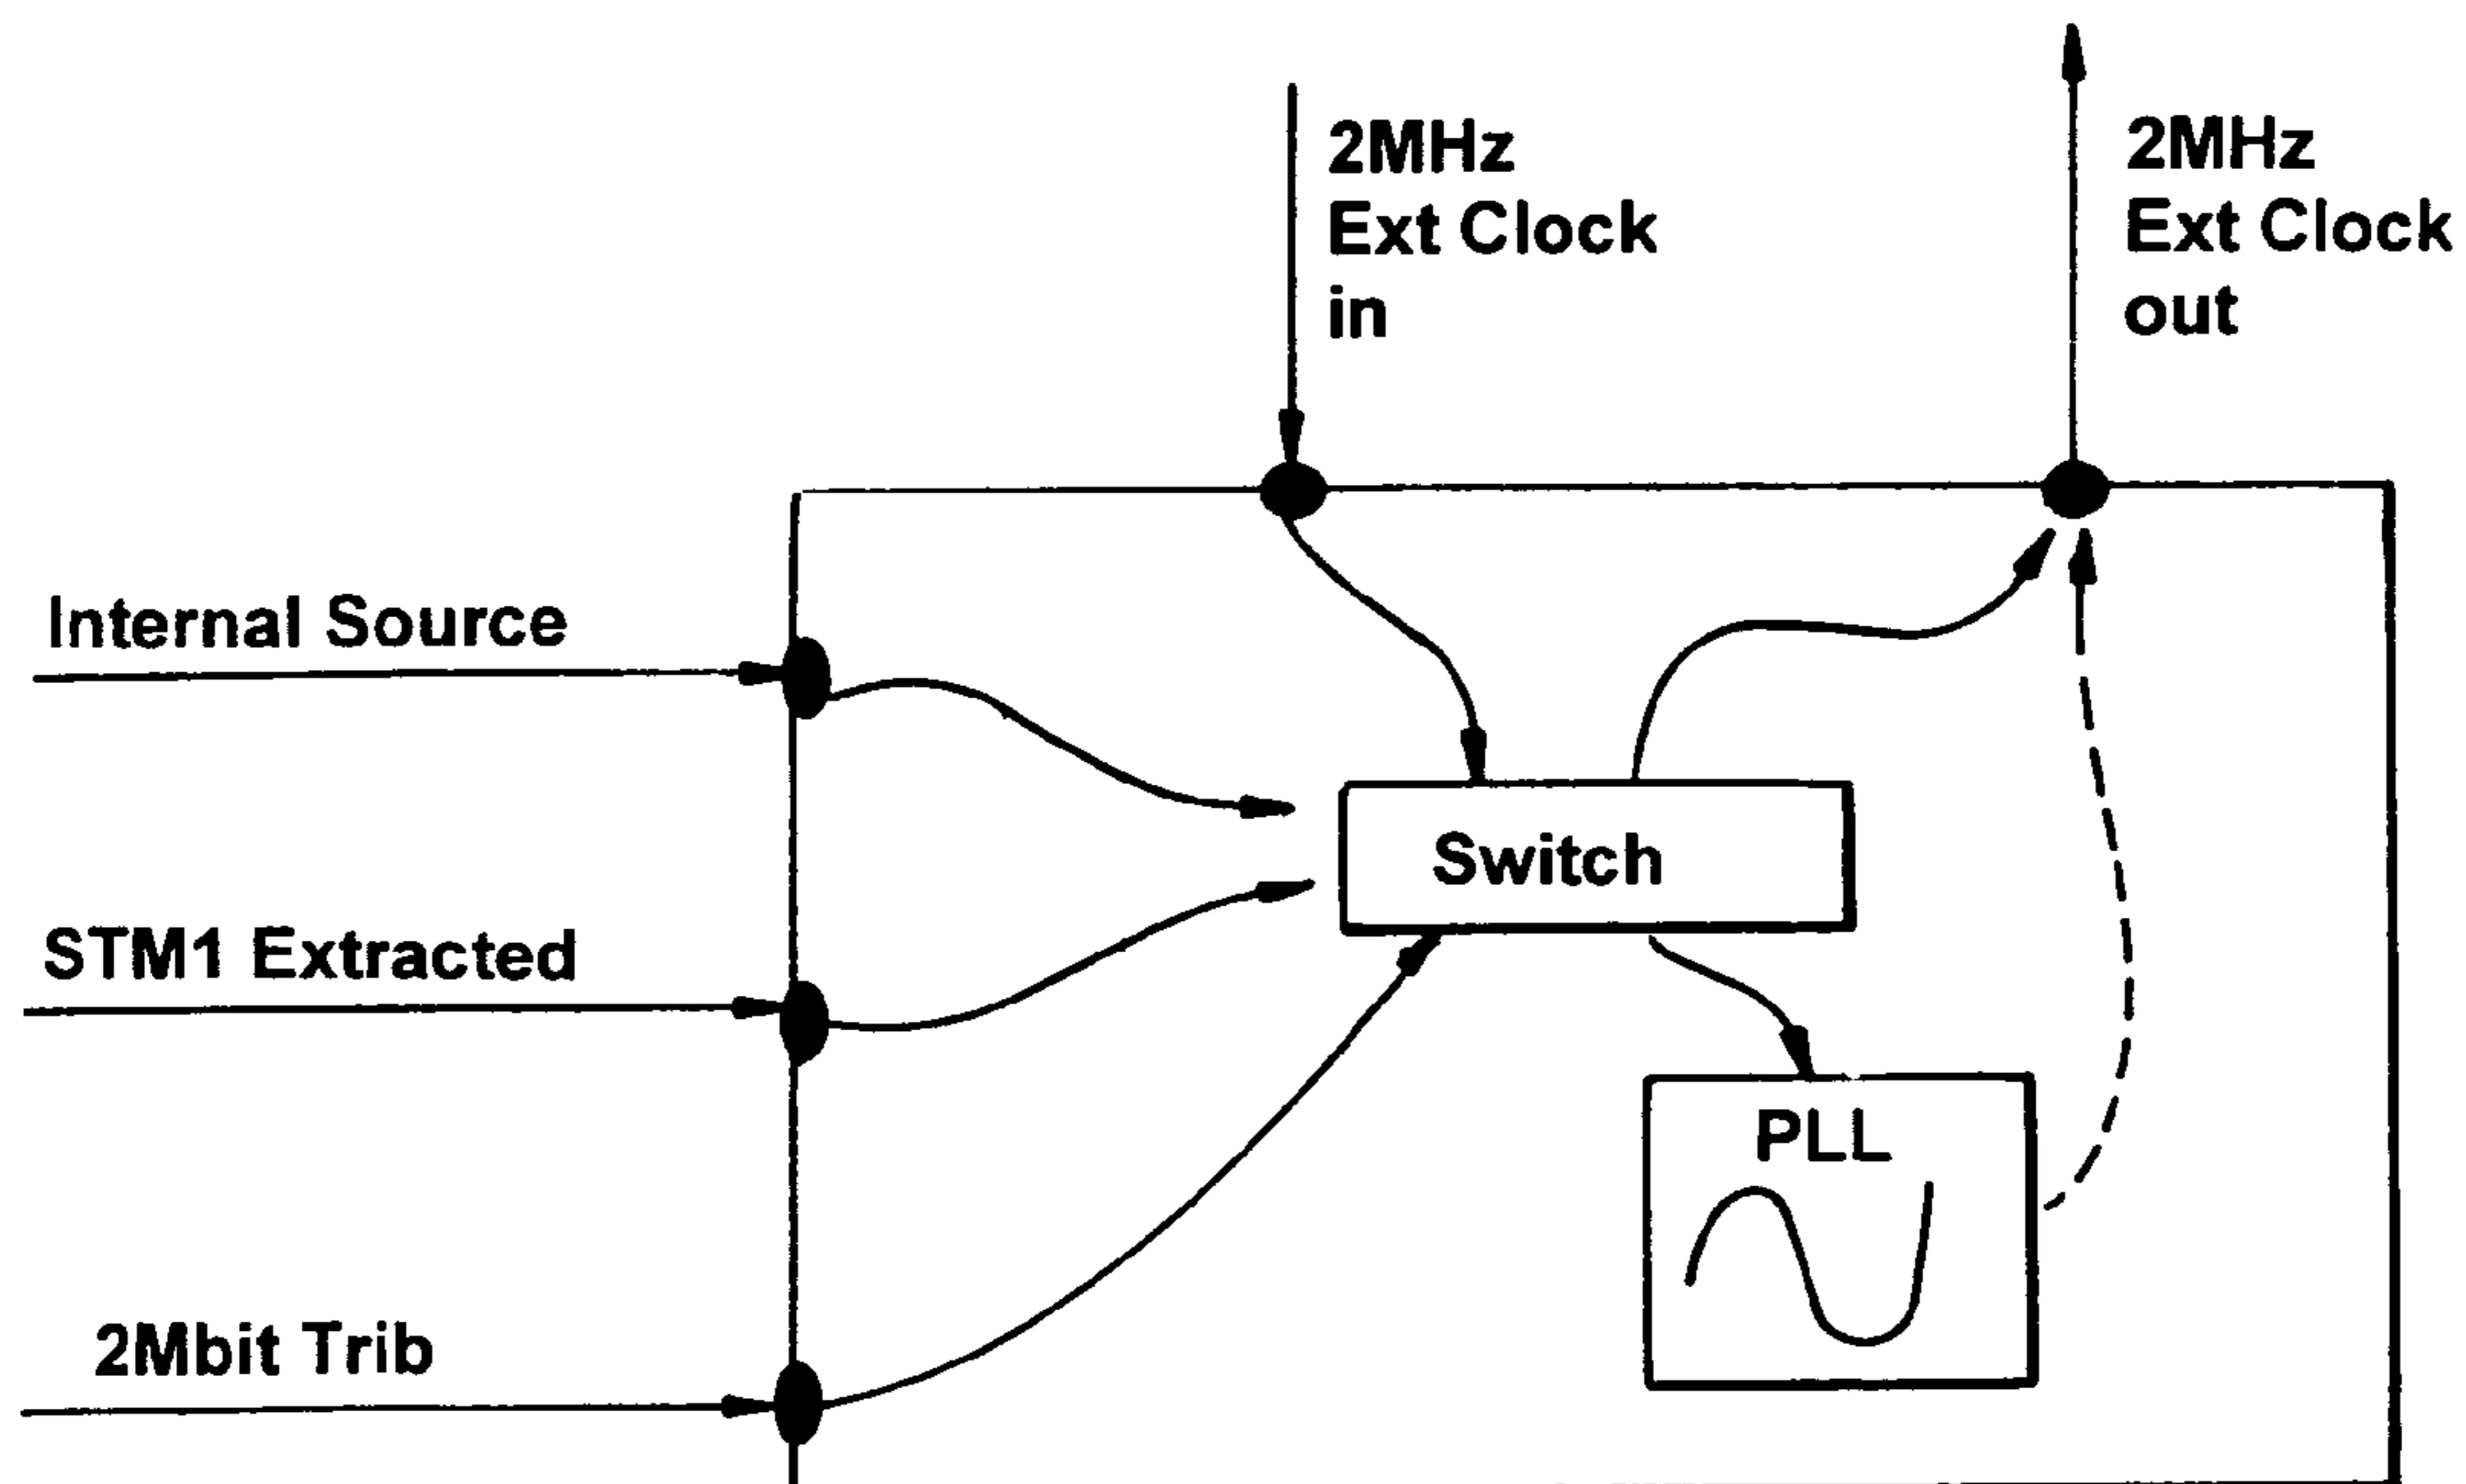 2MHz
Ext Clock
in
2MHz
Ext Clock
out
Internal Source
Switch
STM1 Extracted
PLL
2Mbit Trib